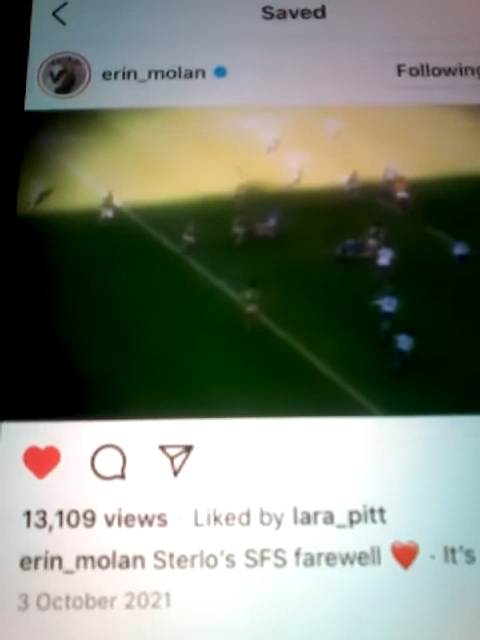 Saved
erin_molan
Following
13,109 views · Liked by lara_pitt
erin_molan Sterlo's SFS farewell ❤️ · It's
3 October 2021